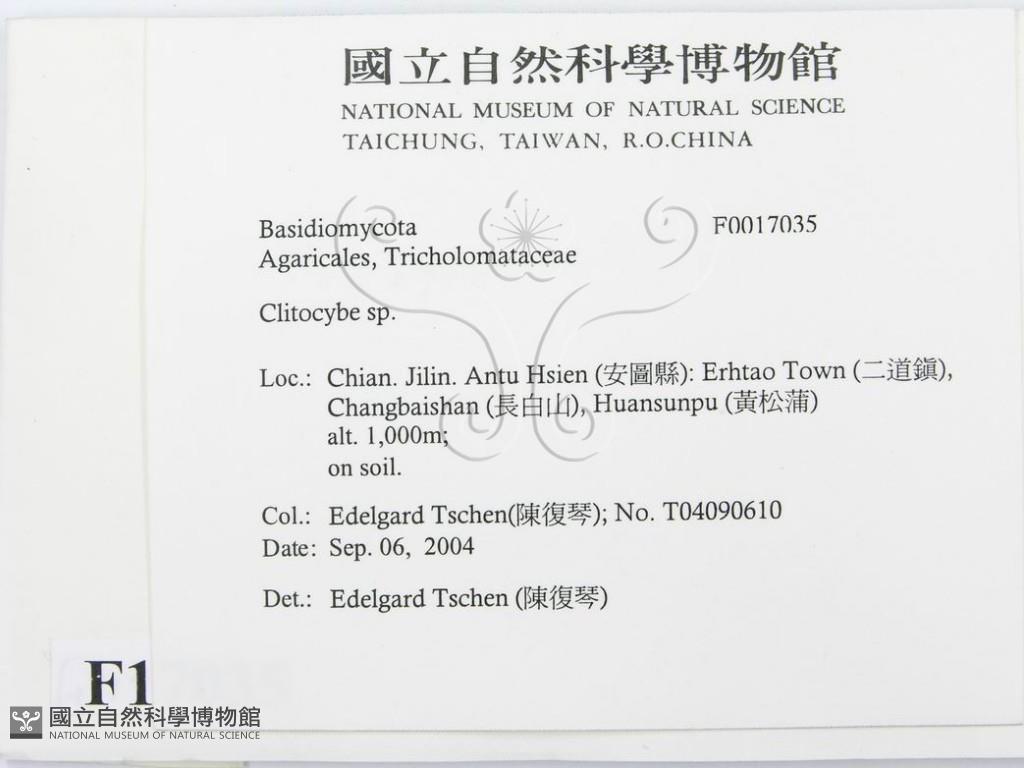 國立自然科學博物館
NATIONAL MUSEUM OF NATURAL SCIENCE
TAICHUNG, TAIWAN, R.O.CHINA
Basidiomycota F0017035
Agaricales, Tricholomataceae
Clitocybe sp.
Loc.: Chian. Jilin. Antu Hsien (安圖縣): Erhtao Town (二道鎭),
Changbaishan (長白山), Huansunpu (黃松蒲)
alt. 1,000m;
on soil.
Col.: Edelgard Tschen(陳復琴); No. T04090610
Date: Sep. 06, 2004
Det.: Edelgard Tschen (陳復琴)
F1
國立自然科學博物館
NATIONAL MUSEUM OF NATURAL SCIENCE